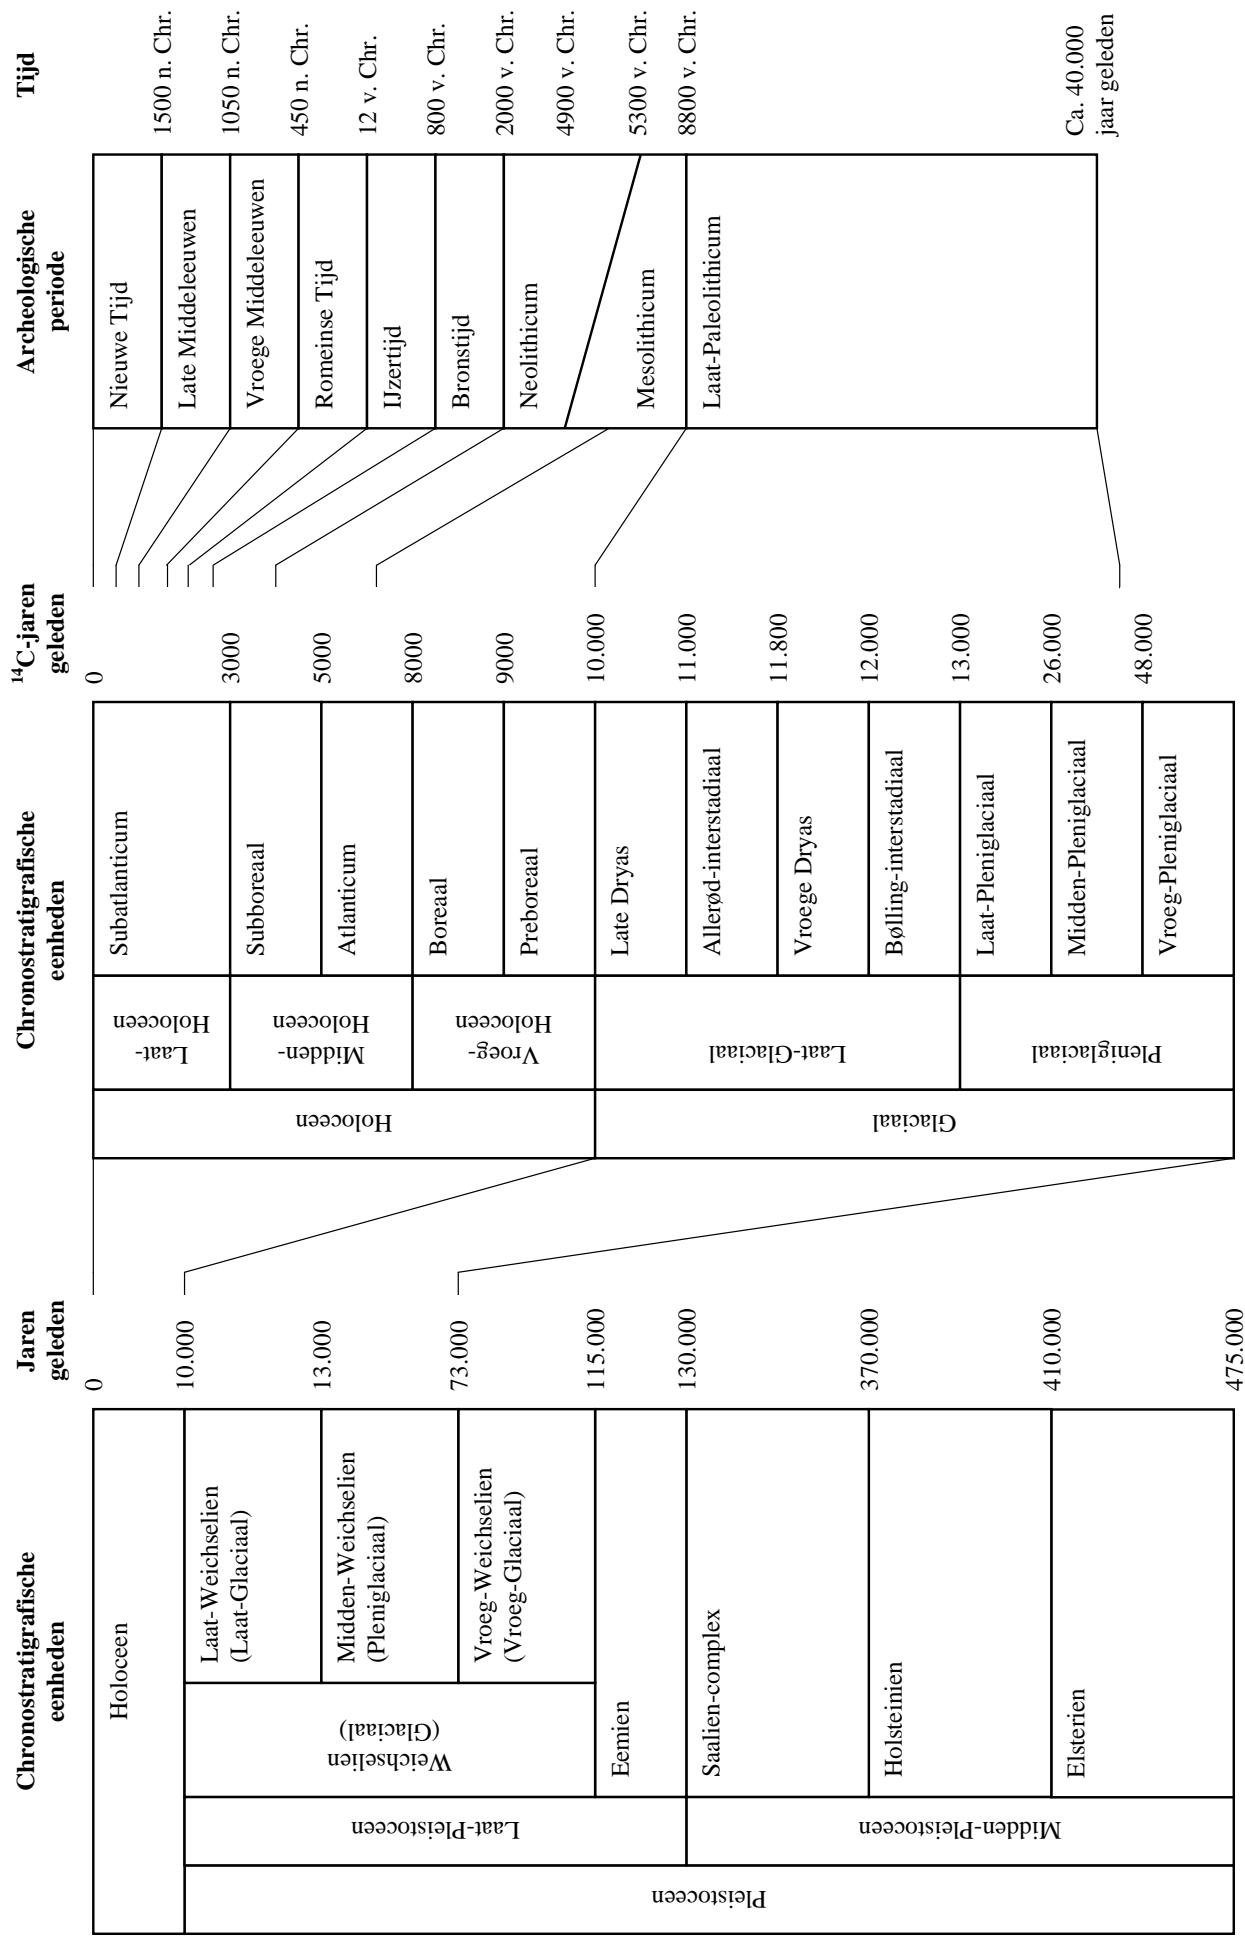 Chronostratigrafische
eenheden
Jaren
geleden
Chronostratigrafische
eenheden
14C-jaren
geleden
Archeologische
periode
Tijd
Pleistoceen
Laat-Pleistoceen
Midden-Pleistoceen
Weichselien
(Glaciaal)
Holoceen
Laat-Weichselien
(Laat-Glaciaal)
Midden-Weichselien
(Pleniglaciaal)
Vroeg-Weichselien
(Vroeg-Glaciaal)
Eemien
Saalien-complex
Holsteinien
Elsterien
0
10.000
13.000
73.000
115.000
130.000
370.000
410.000
475.000
Holoceen
Glaciaal
Laat-
Holoceen
Midden-
Holoceen
Vroeg-
Holoceen
Laat-Glaciaal
Pleniglaciaal
Subatlanticum
Subboreaal
Atlanticum
Boreaal
Preboreaal
Late Dryas
Allerød-interstadiaal
Vroege Dryas
Bølling-interstadiaal
Laat-Pleniglaciaal
Midden-Pleniglaciaal
Vroeg-Pleniglaciaal
0
3000
5000
8000
9000
10.000
11.000
11.800
12.000
13.000
26.000
48.000
Nieuwe Tijd
Late Middeleeuwen
Vroege Middeleeuwen
Romeinse Tijd
IJzertijd
Bronstijd
Neolithicum
Mesolithicum
Laat-Paleolithicum
1500 n. Chr.
1050 n. Chr.
450 n. Chr.
12 v. Chr.
800 v. Chr.
2000 v. Chr.
4900 v. Chr.
5300 v. Chr.
8800 v. Chr.
Ca. 40.000
jaar geleden